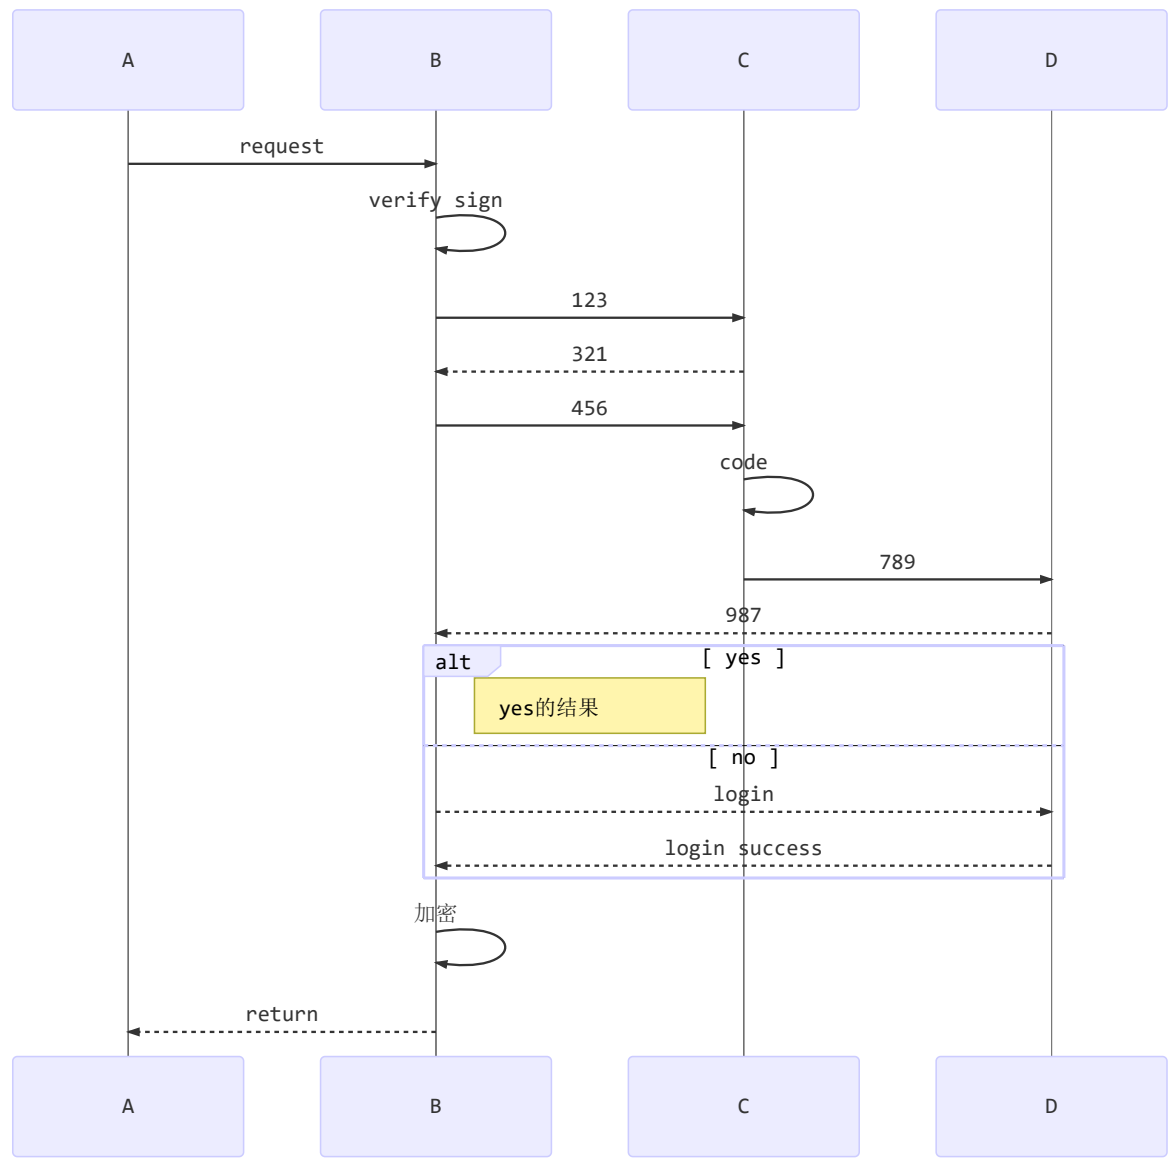 A
B
C
D
request
verify sign
123
321
456
code
789
987
alt
[ yes ]
yes的结果
[ no ]
login
login success
加密
return
A
B
C
D